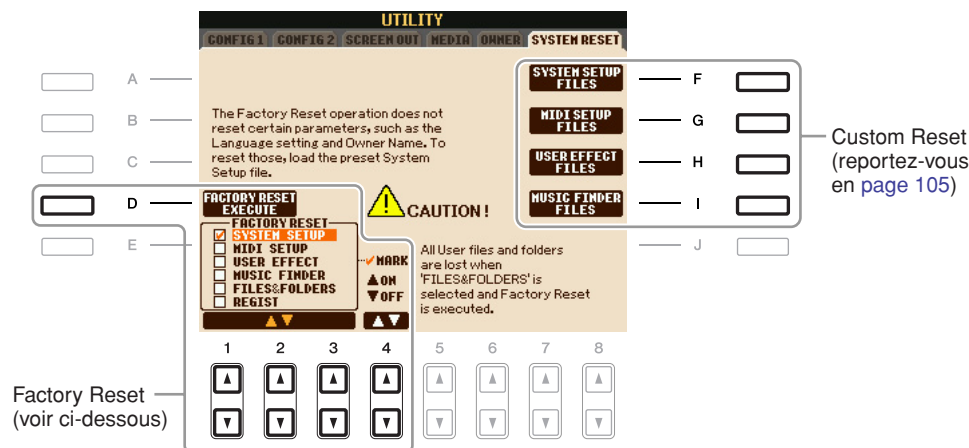 UTILITY
CONFIG 1 CONFIG 2 SCREEN OUT MEDIA OWNER SYSTEM RESET
A
B
C
D
E
The Factory Reset operation does not
reset certain parameters, such as the
Language setting and Owner Name. To
reset those, load the preset System
Setup file.
SYSTEM SETUP
FILES
MIDI SETUP
FILES
USER EFFECT
FILES
MUSIC FINDER
FILES
F
G
H
I
J
Custom Reset
(reportez-vous
en page 105)
FACTORY RESET
EXECUTE
CAUTION !
FACTORY RESET
SYSTEM SETUP
MIDI SETUP
USER EFFECT
MUSIC FINDER
FILES&FOLDERS
REGIST
MARK
▲ON
▼OFF
All User files and folders
are lost when
'FILES&FOLDERS' is
selected and Factory Reset
is executed.
1 2 3 4 5 6 7 8
Factory Reset
(voir ci-dessous)